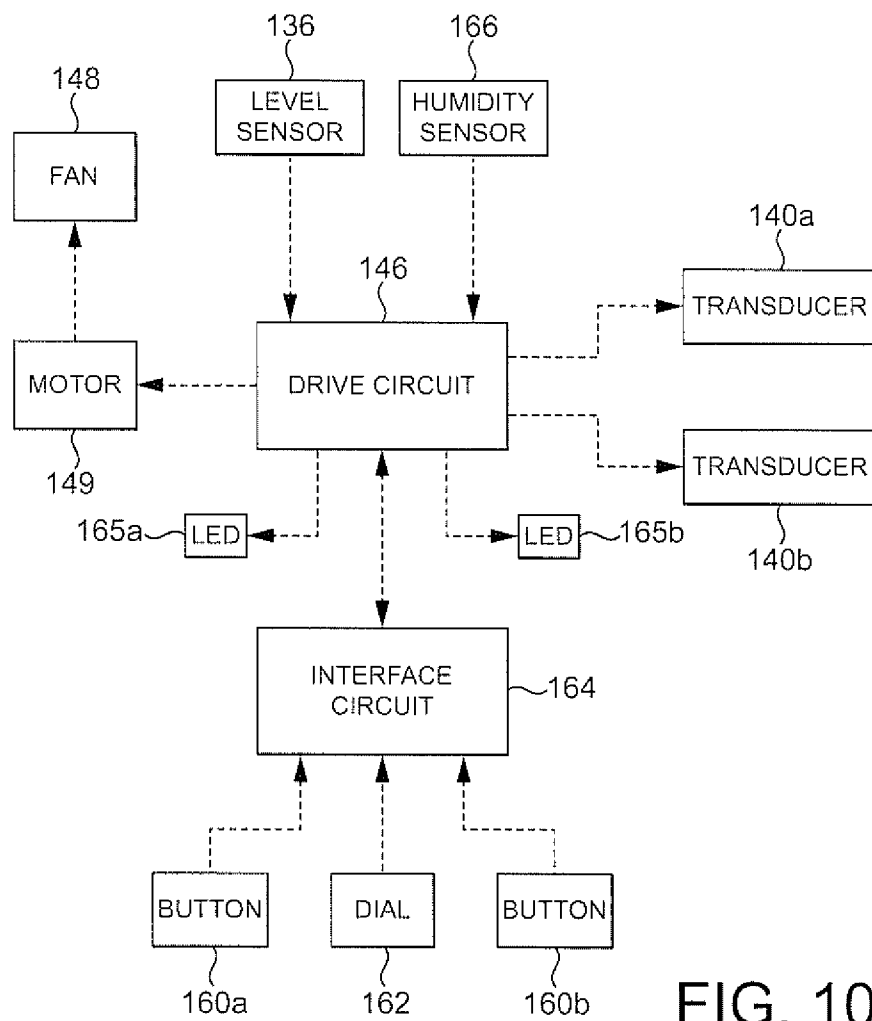 136
166
148
LEVEL
SENSOR
HUMIDITY
SENSOR
FAN
140a
146
TRANSDUCER
MOTOR
DRIVE CIRCUIT
TRANSDUCER
149
165a
LED
LED
165b
140b
INTERFACE
CIRCUIT
164
BUTTON
DIAL
BUTTON
160a
162
160b
FIG. 10